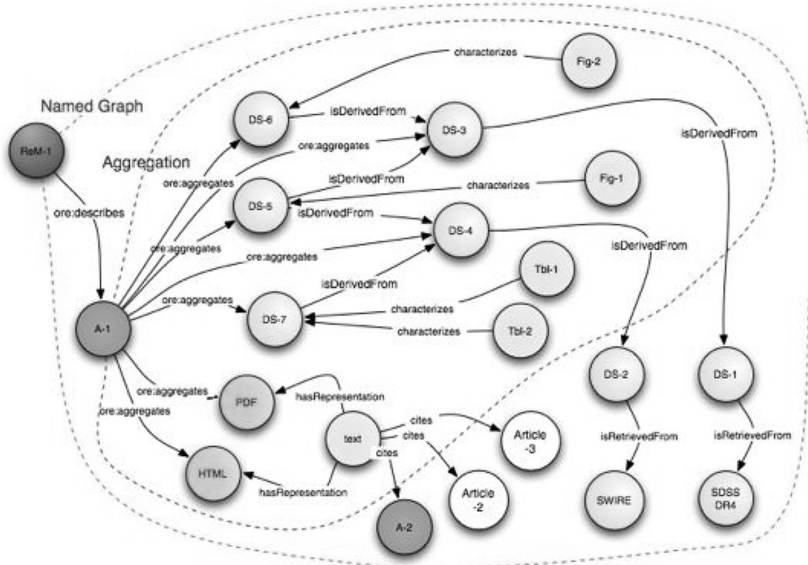 characterizes
Fig-2
Named Graph
DS-6
isDerivedFrom
DS-3
isDerivedFrom
ReM-1
ore:aggregates
Aggregation
ore:aggregates
isDerivedFrom
Fig-1
characterizes
DS-5
isDerivedFrom
ore:describes
DS-4
ore:aggregates
isDerivedFrom
ore:aggregates
Tbl-1
isDerivedFrom
A-1
ore:aggregates
characterizes
DS-7
characterizes
Tbl-2
DS-2
DS-1
ore:aggregates
PDF
hasRepresentation
ore:aggregates
cites
text
cites
Article
-3
isRetrievedFrom
isRetrievedFrom
cites
HTML
hasRepresentation
Article
-2
SWIRE
SDSS
DR4
A-2